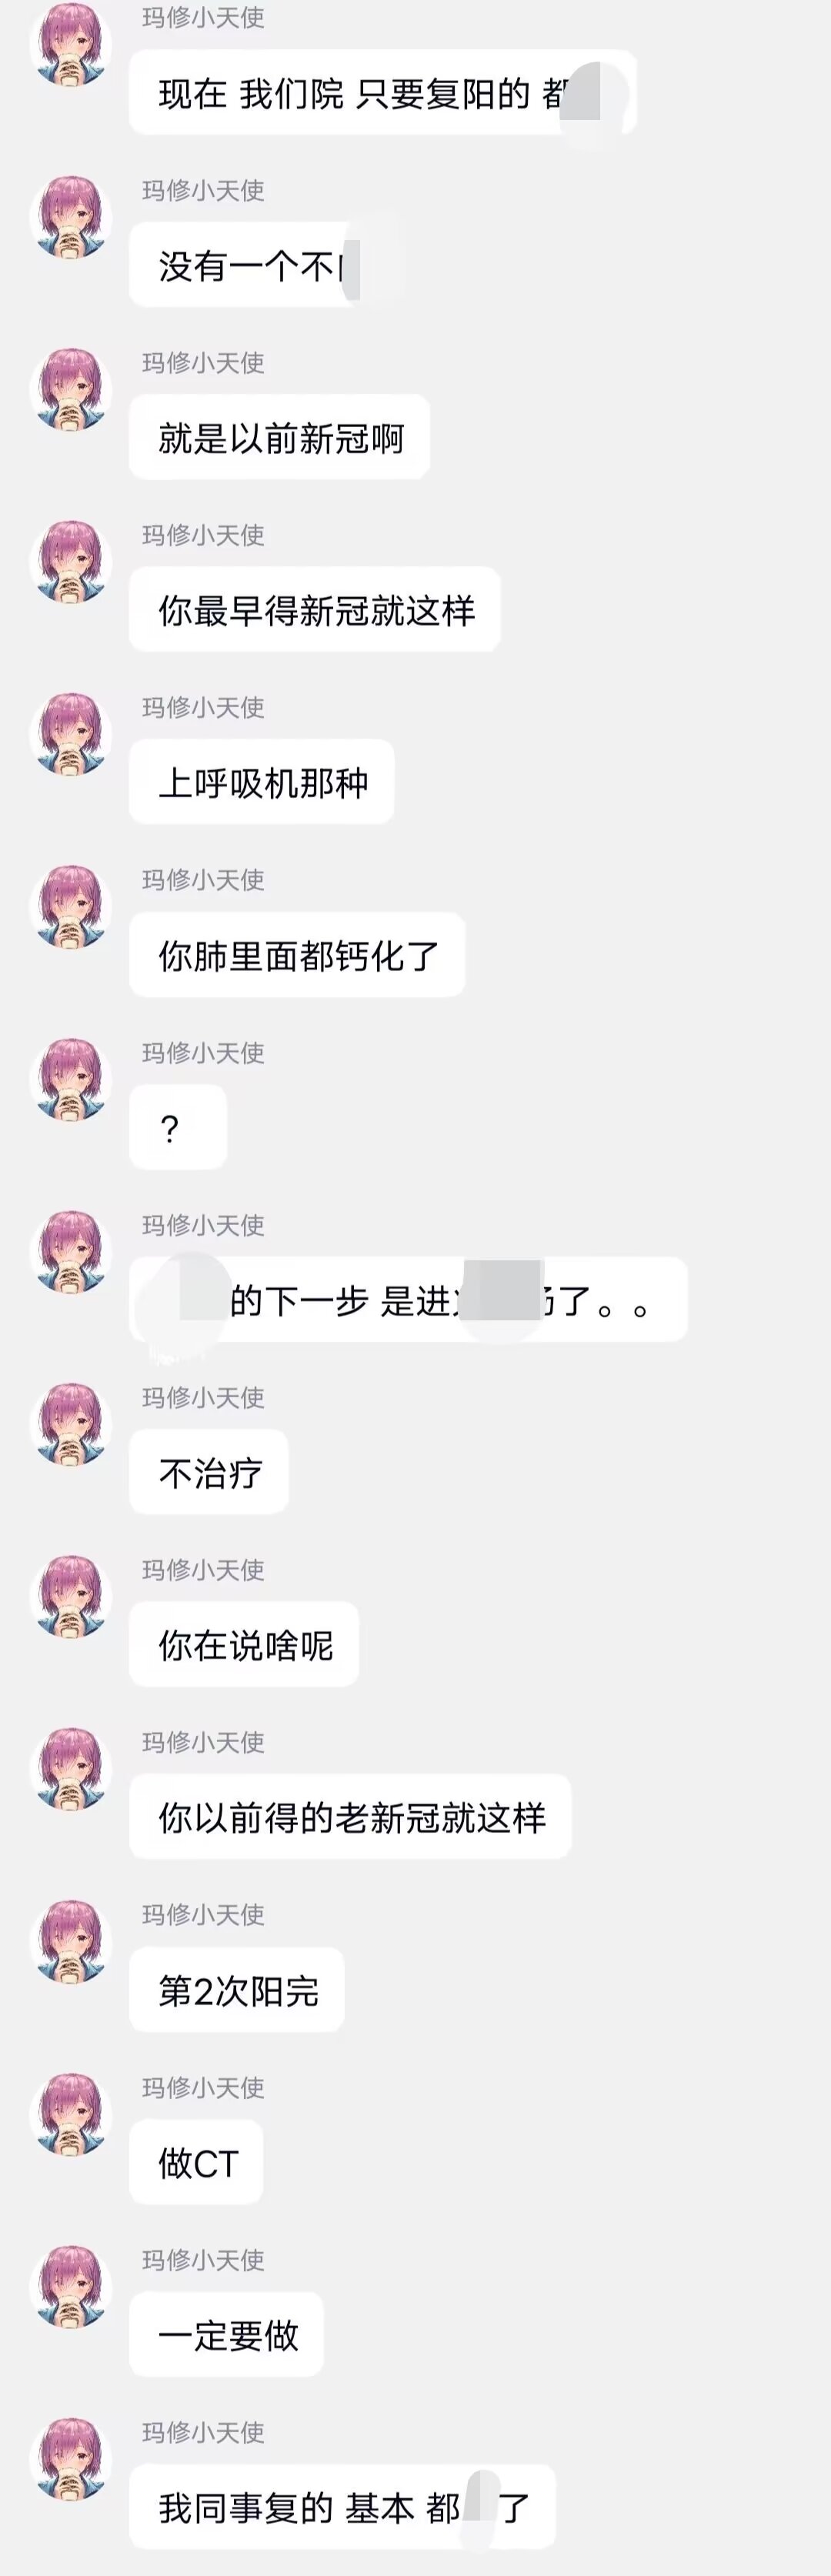 玛修小天使
现在 我们院 只要复阳的 都
玛修小天使
没有一个不
玛修小天使
就是以前新冠啊
玛修小天使
你最早得新冠就这样
玛修小天使
上呼吸机那种
玛修小天使
你肺里面都钙化了
玛修小天使
?
玛修小天使
的下一步 是进 了。。
玛修小天使
不治疗
玛修小天使
你在说啥呢
玛修小天使
你以前得的老新冠就这样
玛修小天使
第2次阳完
玛修小天使
做CT
玛修小天使
一定要做
玛修小天使
我同事复的 基本 都 了